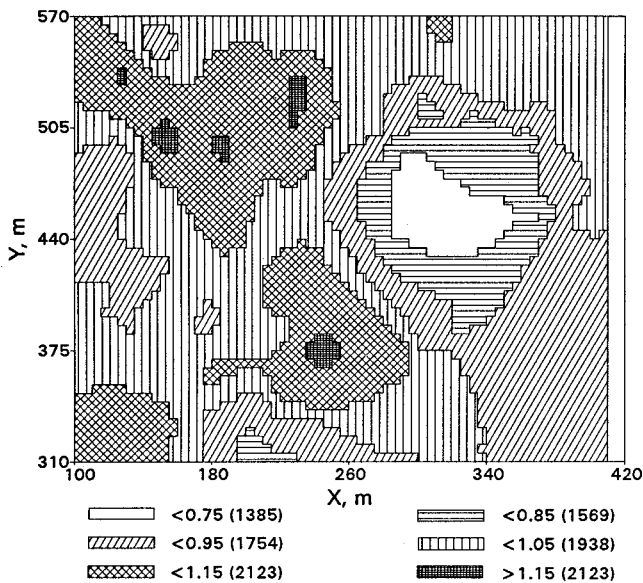 570
505
440
375
310
Y, m
100 180 260 340 420
X, m
<0.75 (1385) <0.85 (1569)
<0.95 (1754) <1.05 (1938)
<1.15 (2123) >1.15 (2123)